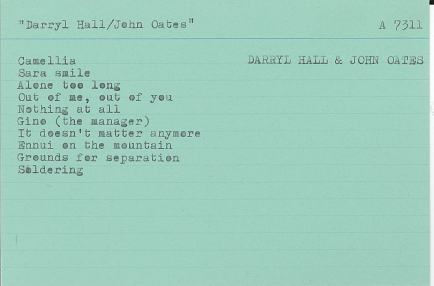 "Darryl Hall/John Oates" A 7311
Camellia DARRYL HALL & JOHN OATES
Sara smile
Alone too long
Out of me, out of you
Nothing at all
Gino (the manager)
It doesn't matter anymore
Ennui on the mountain
Grounds for separation
Soldering